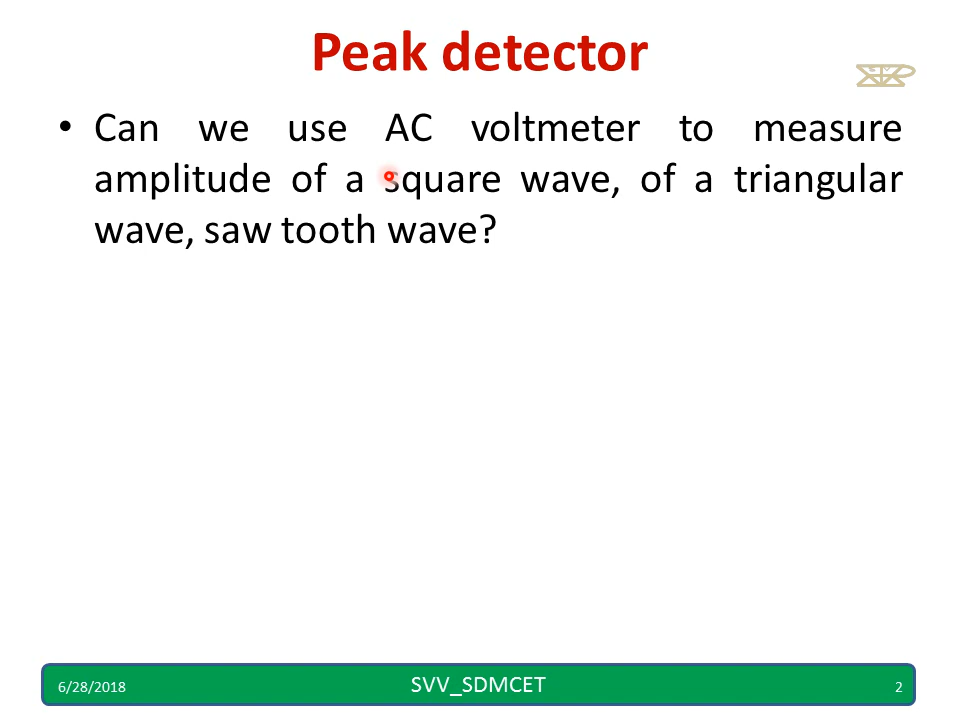 Peak detector
• Can we use AC voltmeter to measure
amplitude of a square wave, of a triangular
wave, saw tooth wave?
6/28/2018 SVV_SDMCET 2